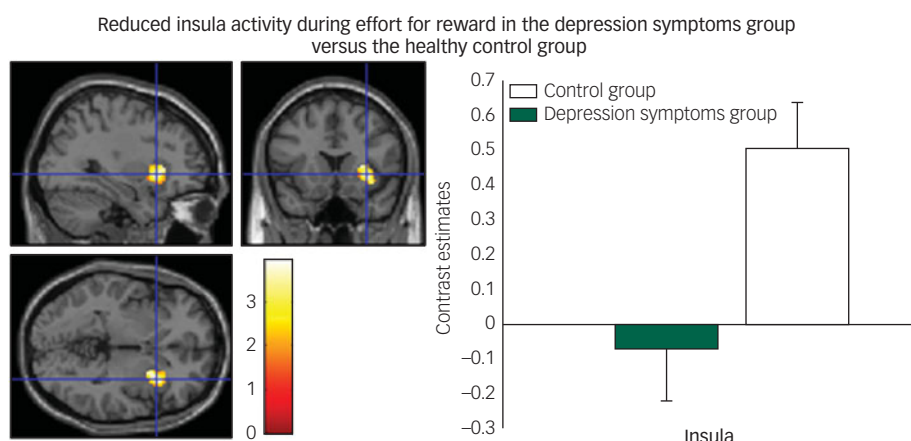 Reduced insula activity during effort for reward in the depression symptoms group
versus the healthy control group
3
2
1
0
Contrast estimates
0.7
0.6
0.5
0.4
0.3
0.2
0.1
0
–0.1
–0.2
–0.3
Control group
Depression symptoms group
Insula